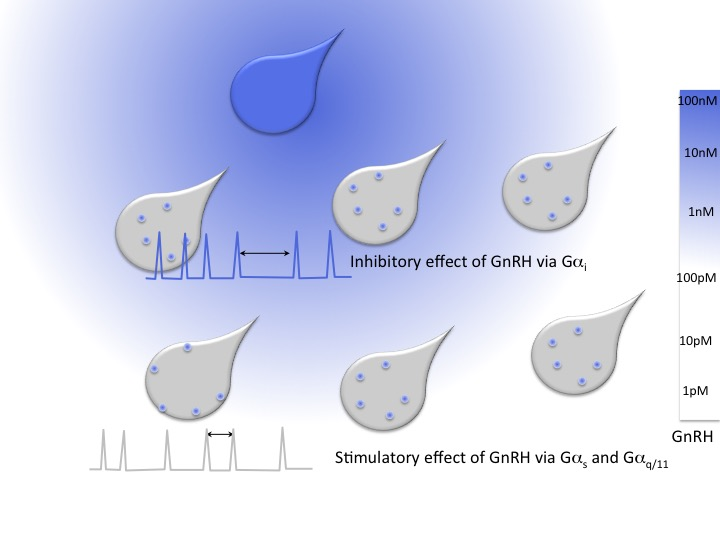 100nM
10nM
1nM
Inhibitory effect of GnRH via Gαi
100pM
10pM
1pM
GnRH
Stimulatory effect of GnRH via Gαs and Gαq/11